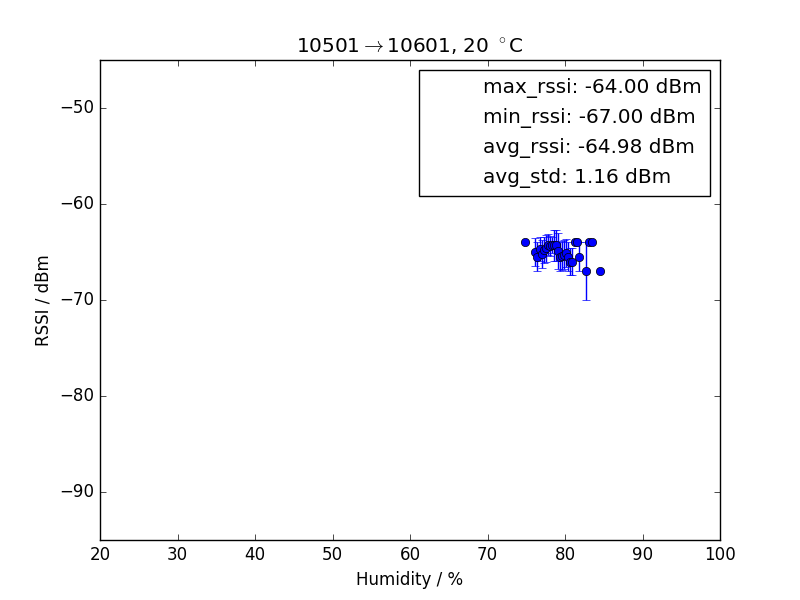 10501→10601, 20 °C
max_rssi: -64.00 dBm
min_rssi: -67.00 dBm
avg_rssi: -64.98 dBm
avg_std: 1.16 dBm
−50
−60
−70
−80
−90
RSSI / dBm
20 30 40 50 60 70 80 90 100
Humidity / %